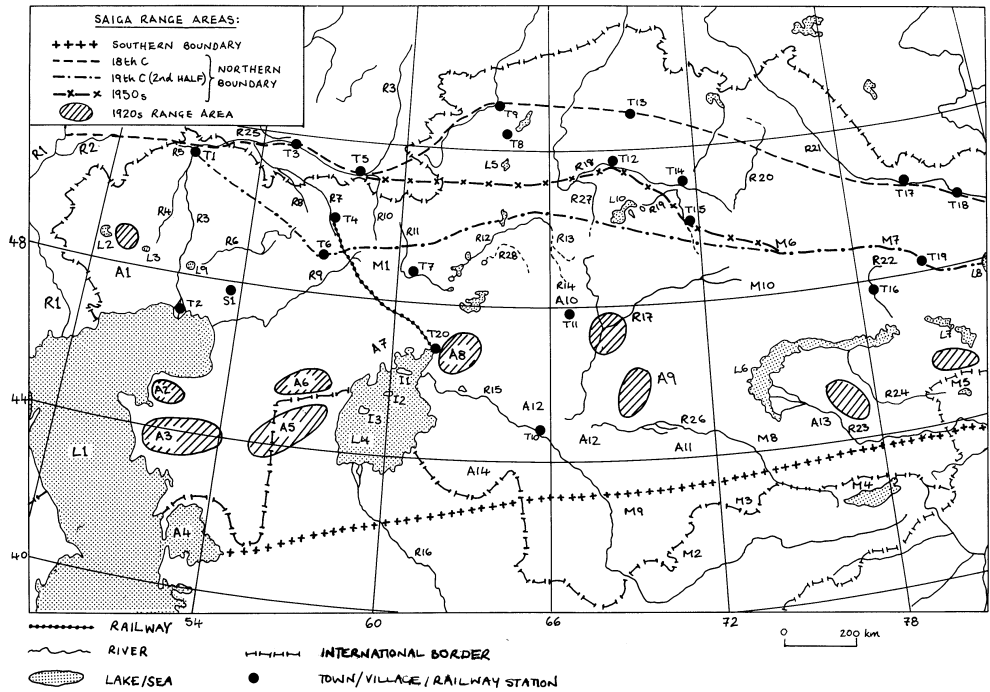 SAIGA RANGE AREAS:
SOUTHERN BOUNDARY
18th C
19th C (2nd HALF)
1950s
NORTHERN
BOUNDARY
1920s RANGE AREA
R3
R1
R2
R25
R5
T1
T3
T5
T9
T8
T13
L5
R18
T12
T14
R21
R20
T17
T18
R4
R3
R8
R7
T4
R10
R27
L10
R19
T15
48
L2
L3
L9
R6
R9
T6
M1
R11
T7
R12
R28
R13
M6
M7
R22
T19
L8
A1
R1
S1
T2
R14
A10
T11
M10
T16
R17
A7
T20
A8
L7
44
A2
A6
I1
I2
I3
R15
A9
L6
M5
R24
L1
A3
A5
L4
A12
T10
A12
R26
A11
M8
A13
R23
A14
A4
M9
M3
M4
M2
40
R16
54
60
66
72
78
RAILWAY
RIVER
LAKE/SEA
INTERNATIONAL BORDER
TOWN/VILLAGE/RAILWAY STATION
0 200 km